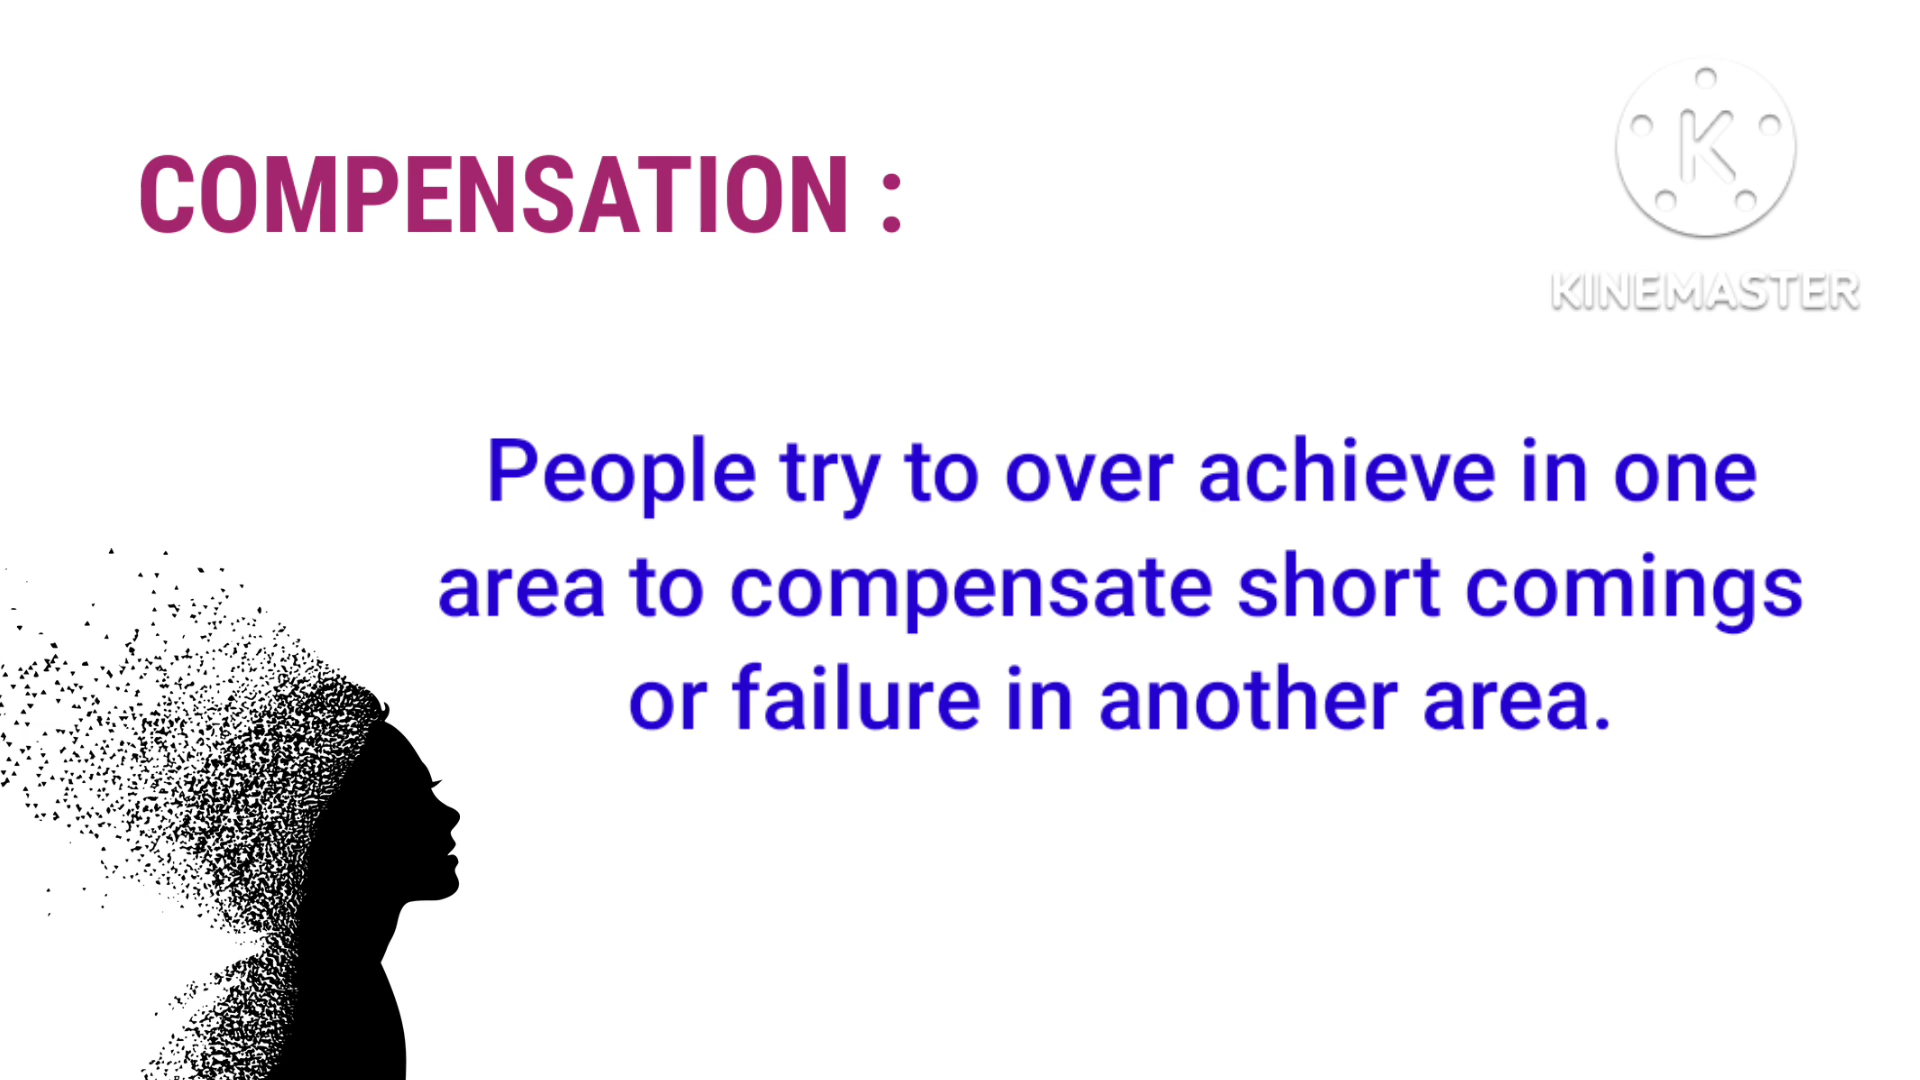 COMPENSATION :
K
KINEMASTER
People try to over achieve in one
area to compensate short comings
or failure in another area.